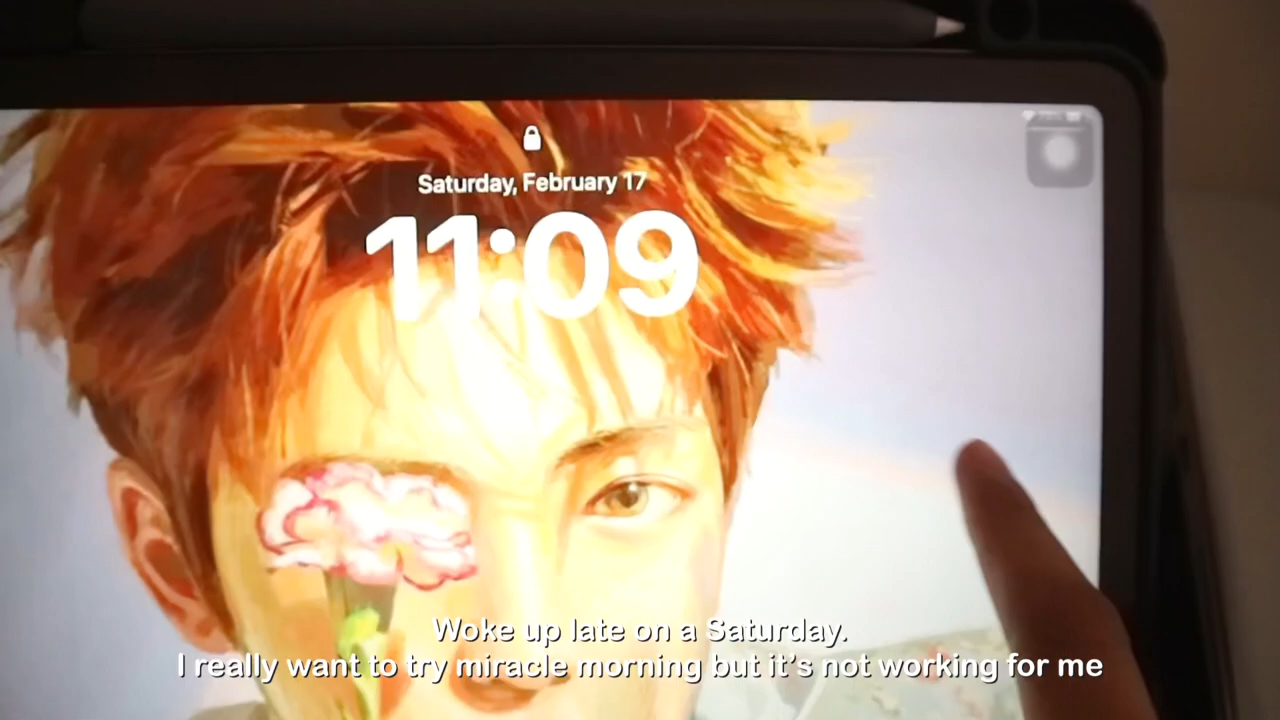 Saturday, February 17
11:09
Woke up late on a Saturday.
I really want to try miracle morning but it's not working for me